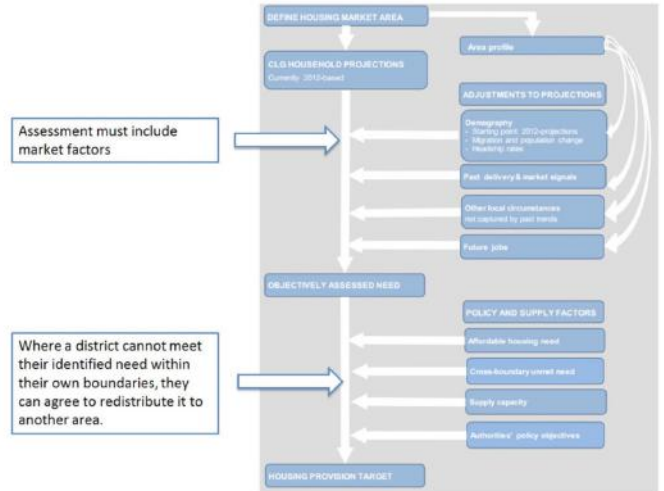 DEFINE HOUSING MARKET AREA
Area profile
CLG HOUSEHOLD PROJECTIONS
Currently 2012-based
ADJUSTMENTS TO PROJECTIONS
Assessment must include
market factors
Demography
- Starting point 2012-projections
- Migration and population change
- Headship rates
Past delivery & market signals
Other local circumstances
not captured by past trends
Future jobs
OBJECTIVELY ASSESSED NEED
POLICY AND SUPPLY FACTORS
Where a district cannot meet
their identified need within
their own boundaries, they
can agree to redistribute it to
another area.
Affordable housing need
Cross-boundary unmet need
Supply capacity
Authorities' policy objectives
HOUSING PROVISION TARGET